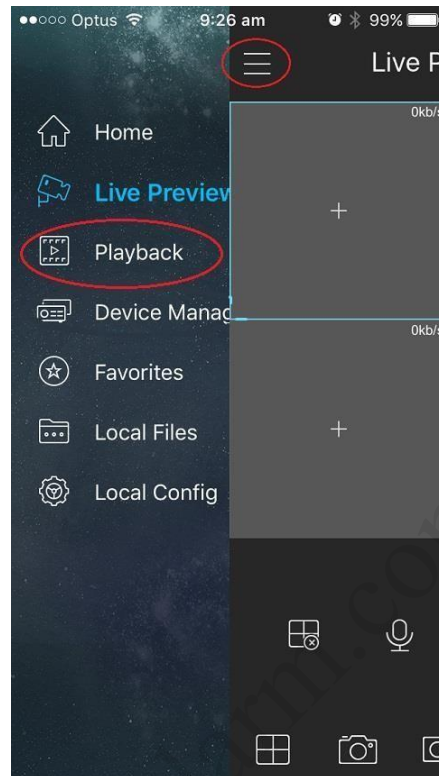 Optus 9:26 am 99%
Live P
0kb/s
Home
Live Preview
Playback
Device Manag
0kb/s
Favorites
Local Files
Local Config